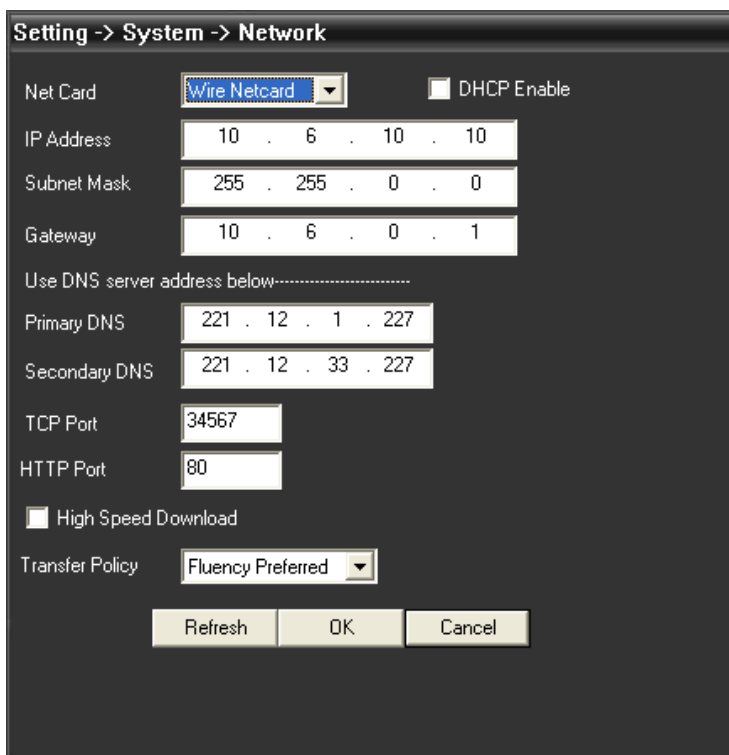 Setting -> System -> Network
Net Card Wire Netcard DHCP Enable
IP Address 10 . 6 . 10 . 10
Subnet Mask 255 . 255 . 0 . 0
Gateway 10 . 6 . 0 . 1
Use DNS server address below---------------------------
Primary DNS 221 . 12 . 1 . 227
Secondary DNS 221 . 12 . 33 . 227
TCP Port 34567
HTTP Port 80
High Speed Download
Transfer Policy Fluency Preferred
Refresh OK Cancel